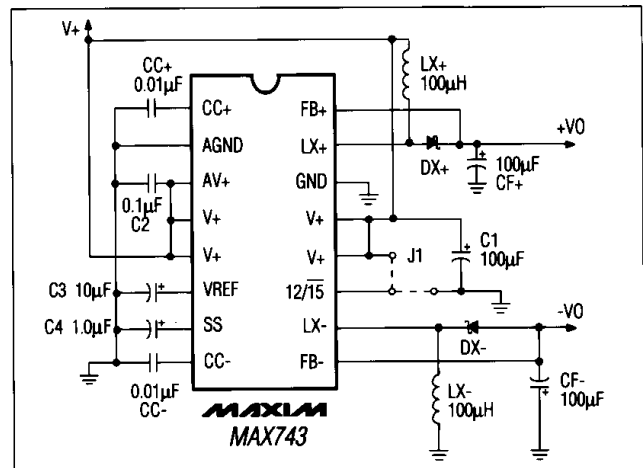 V+
CC+
0.01µF
LX+
100µH
CC+
FB+
AGND
LX+
+VO
DX+
100µF
CF+
AV+
GND
0.1µF
C2
V+
V+
V+
V+
J1
C1
100µF
C3 10µF
VREF
12/1̅5̅
C4 1.0µF
SS
LX-
-VO
DX-
CC-
FB-
0.01µF
CC-
LX-
100µH
CF-
100µF
MAXIM
MAX743